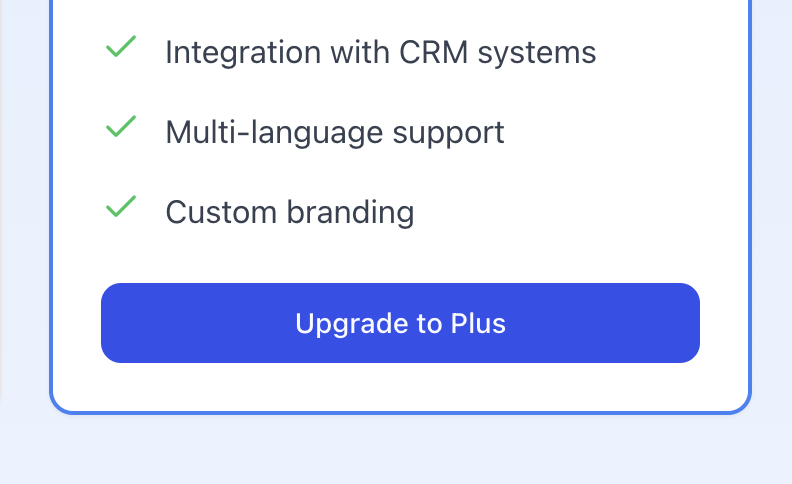 Integration with CRM systems
Multi-language support
Custom branding
Upgrade to Plus